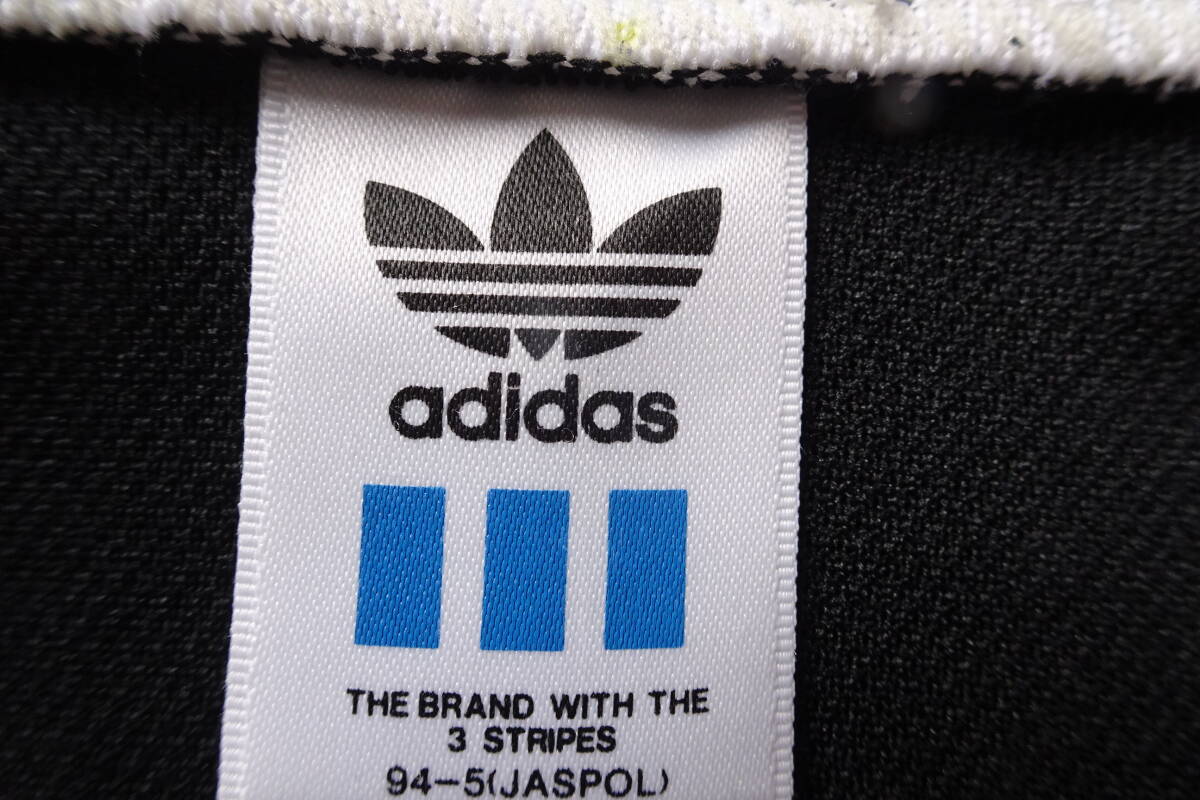 adidas
THE BRAND WITH THE
3 STRIPES
94-5(JASPOL)